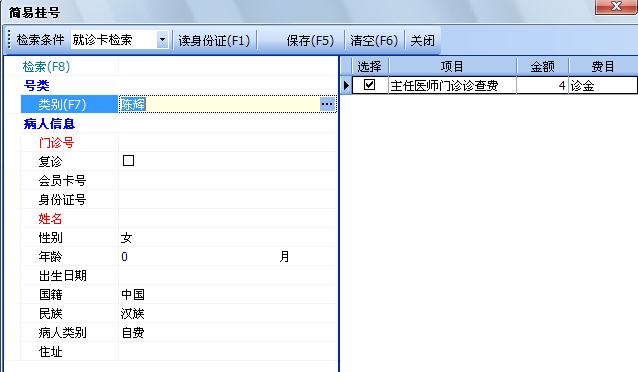 简易挂号
检索条件 就诊卡检索 读身份证(F1) 保存(F5) 清空(F6) 关闭
检索(F8)
号类
类别(F7) 陈辉
病人信息
门诊号
复诊
会员卡号
身份证号
姓名
性别 女
年龄 0 月
出生日期
国籍 中国
民族 汉族
病人类别 自费
住址
选择 项目 金额 费目
主任医师门诊诊查费 4 诊金